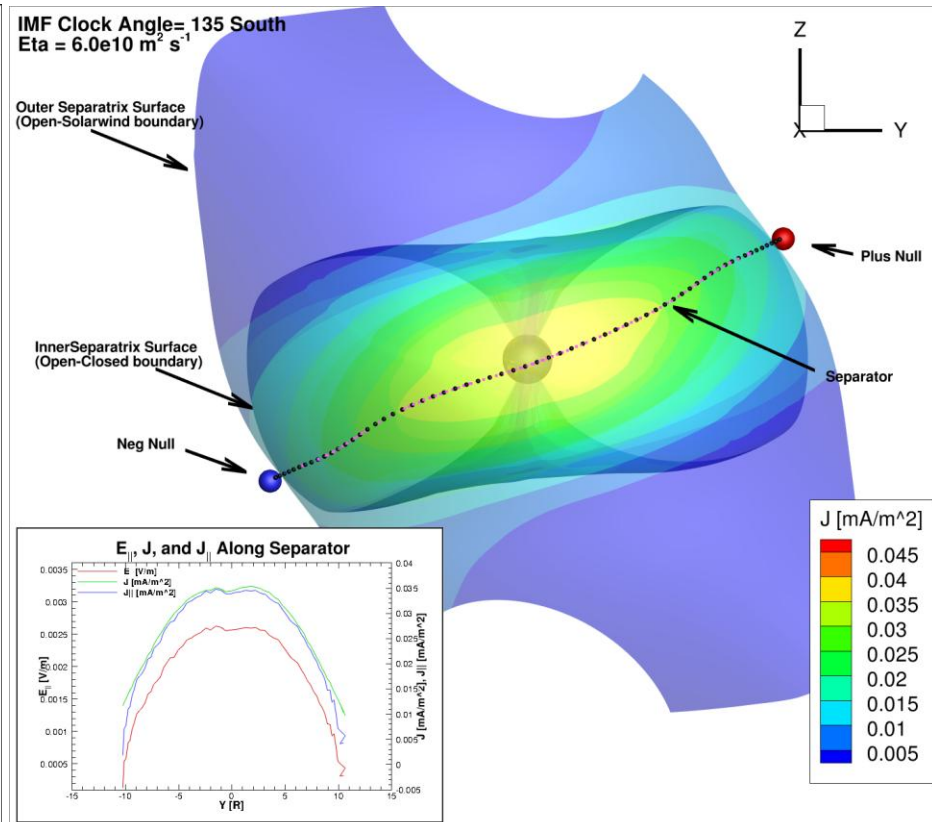 IMF Clock Angle= 135 South
Eta = 6.0e10 m² s⁻¹
Z
X
Y
Outer Separatrix Surface
(Open-Solarwind boundary)
Plus Null
InnerSeparatrix Surface
(Open-Closed boundary)
Separator
Neg Null
J [mA/m^2]
0.045
0.04
0.035
0.03
0.025
0.02
0.015
0.01
0.005
E||, J, and J|| Along Separator
E [V/m]
J [mA/m^2]
J|| [mA/m^2]
E|| [V/m]
0.0035
0.003
0.0025
0.002
0.0015
0.001
0.0005
J [mA/m^2], J|| [mA/m^2]
0.04
0.035
0.03
0.025
0.02
0.015
0.01
0.005
0
-0.005
-15
-10
-5
0
5
10
15
Y [R]